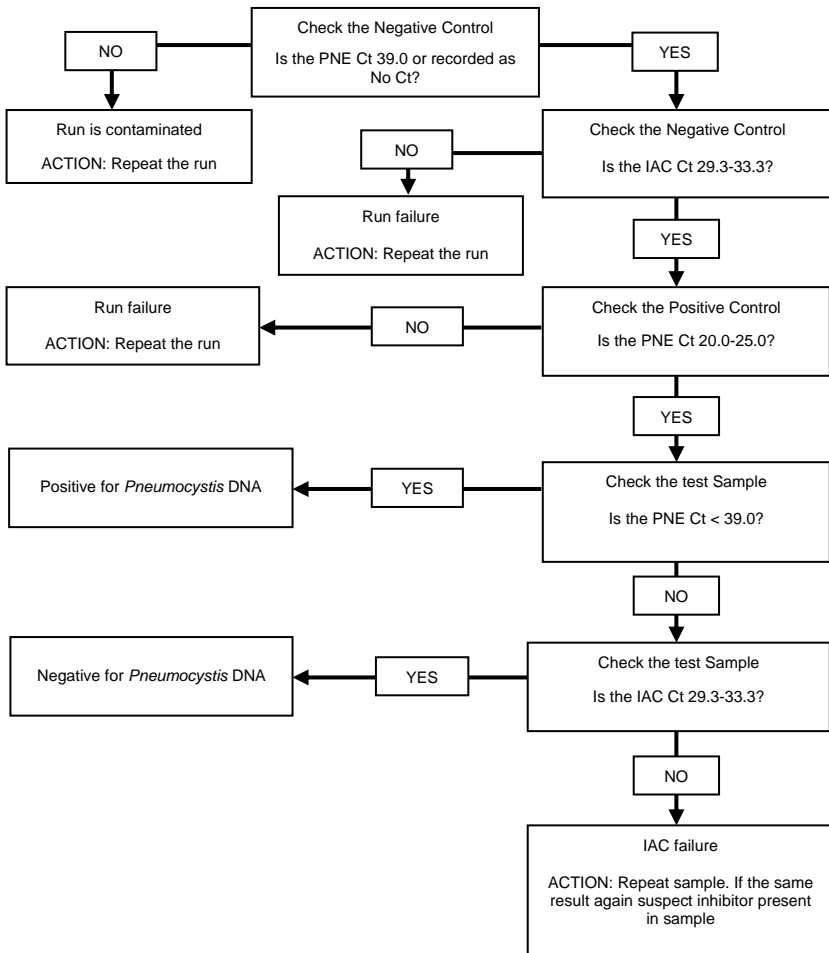 Check the Negative Control
Is the PNE Ct 39.0 or recorded as
No Ct?
NO
YES
Run is contaminated
ACTION: Repeat the run
Check the Negative Control
Is the IAC Ct 29.3-33.3?
NO
Run failure
ACTION: Repeat the run
YES
Run failure
ACTION: Repeat the run
NO
Check the Positive Control
Is the PNE Ct 20.0-25.0?
YES
Positive for Pneumocystis DNA
YES
Check the test Sample
Is the PNE Ct < 39.0?
NO
Negative for Pneumocystis DNA
YES
Check the test Sample
Is the IAC Ct 29.3-33.3?
NO
IAC failure
ACTION: Repeat sample. If the same
result again suspect inhibitor present
in sample